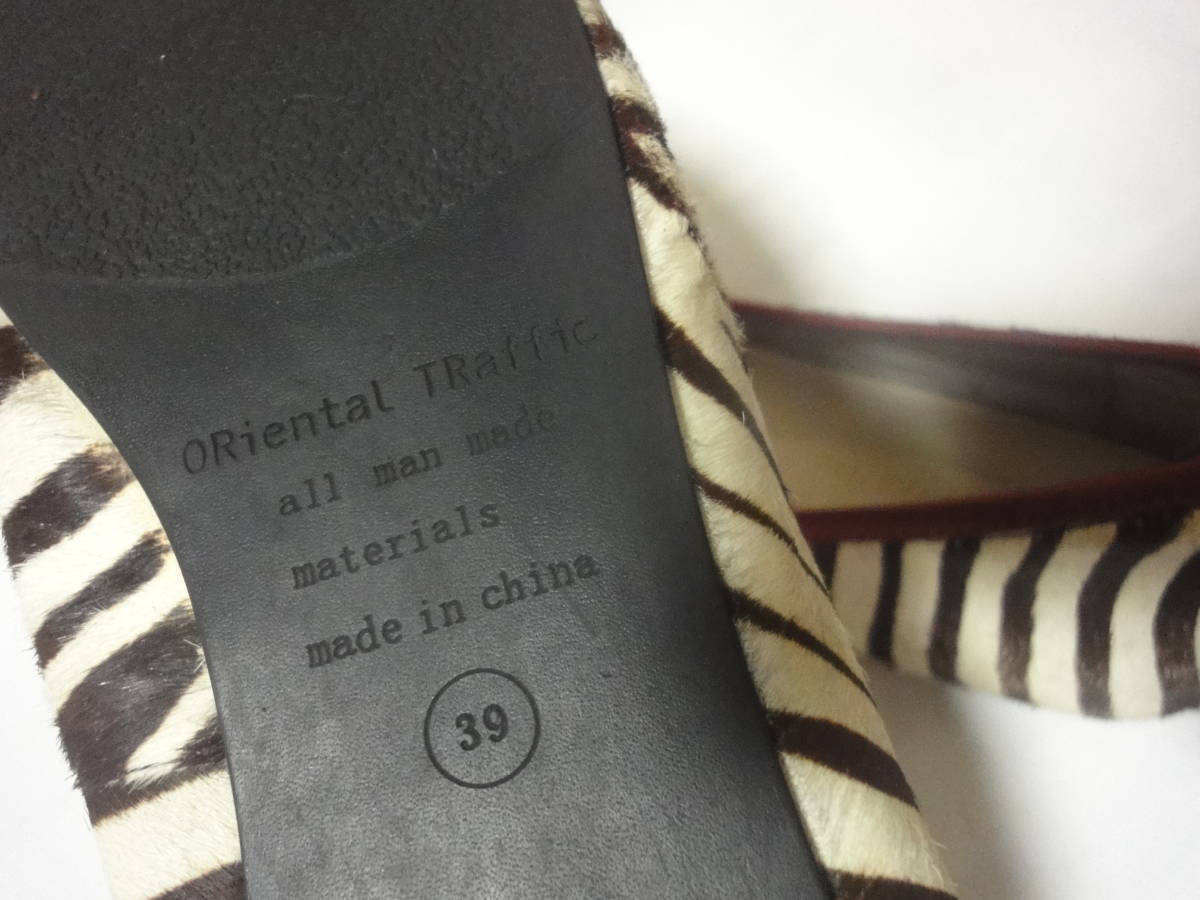 ORiental TRaffic
all man made
materials
made in china
39